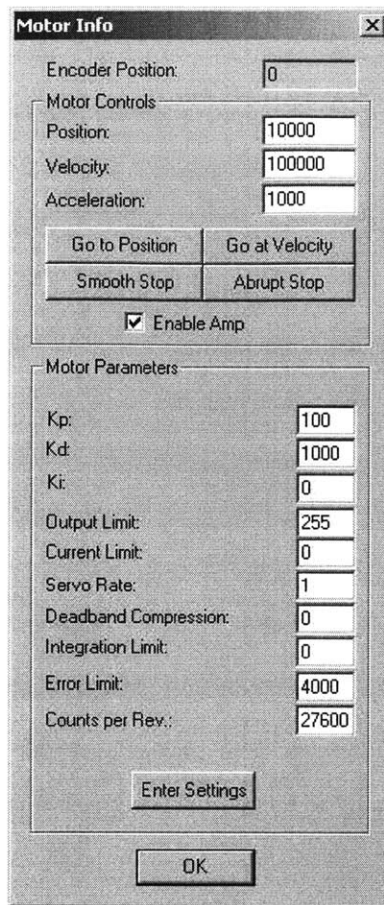 Motor Info
Encoder Position: 0
Motor Controls
Position: 10000
Velocity: 100000
Acceleration: 1000
Go to Position Go at Velocity
Smooth Stop Abrupt Stop
Enable Amp
Motor Parameters
Kp: 100
Kd: 1000
Ki: 0
Output Limit: 255
Current Limit: 0
Servo Rate: 1
Deadband Compression: 0
Integration Limit: 0
Error Limit: 4000
Counts per Rev.: 27600
Enter Settings
OK